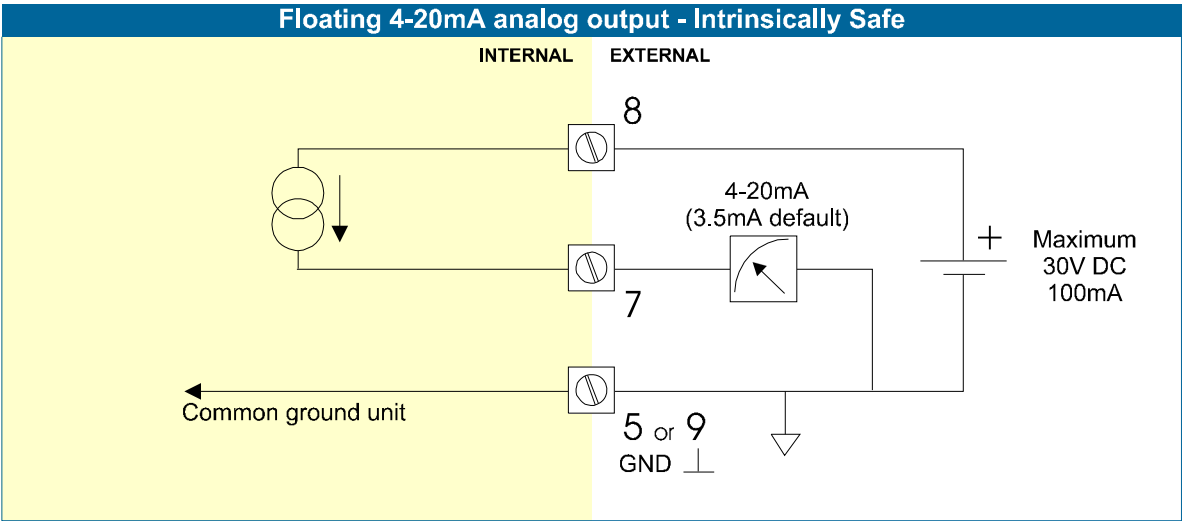 Floating 4-20mA analog output - Intrinsically Safe
INTERNAL EXTERNAL
8
4-20mA
(3.5mA default)
+
Maximum
30V DC
100mA
7
Common ground unit
5 or 9
GND